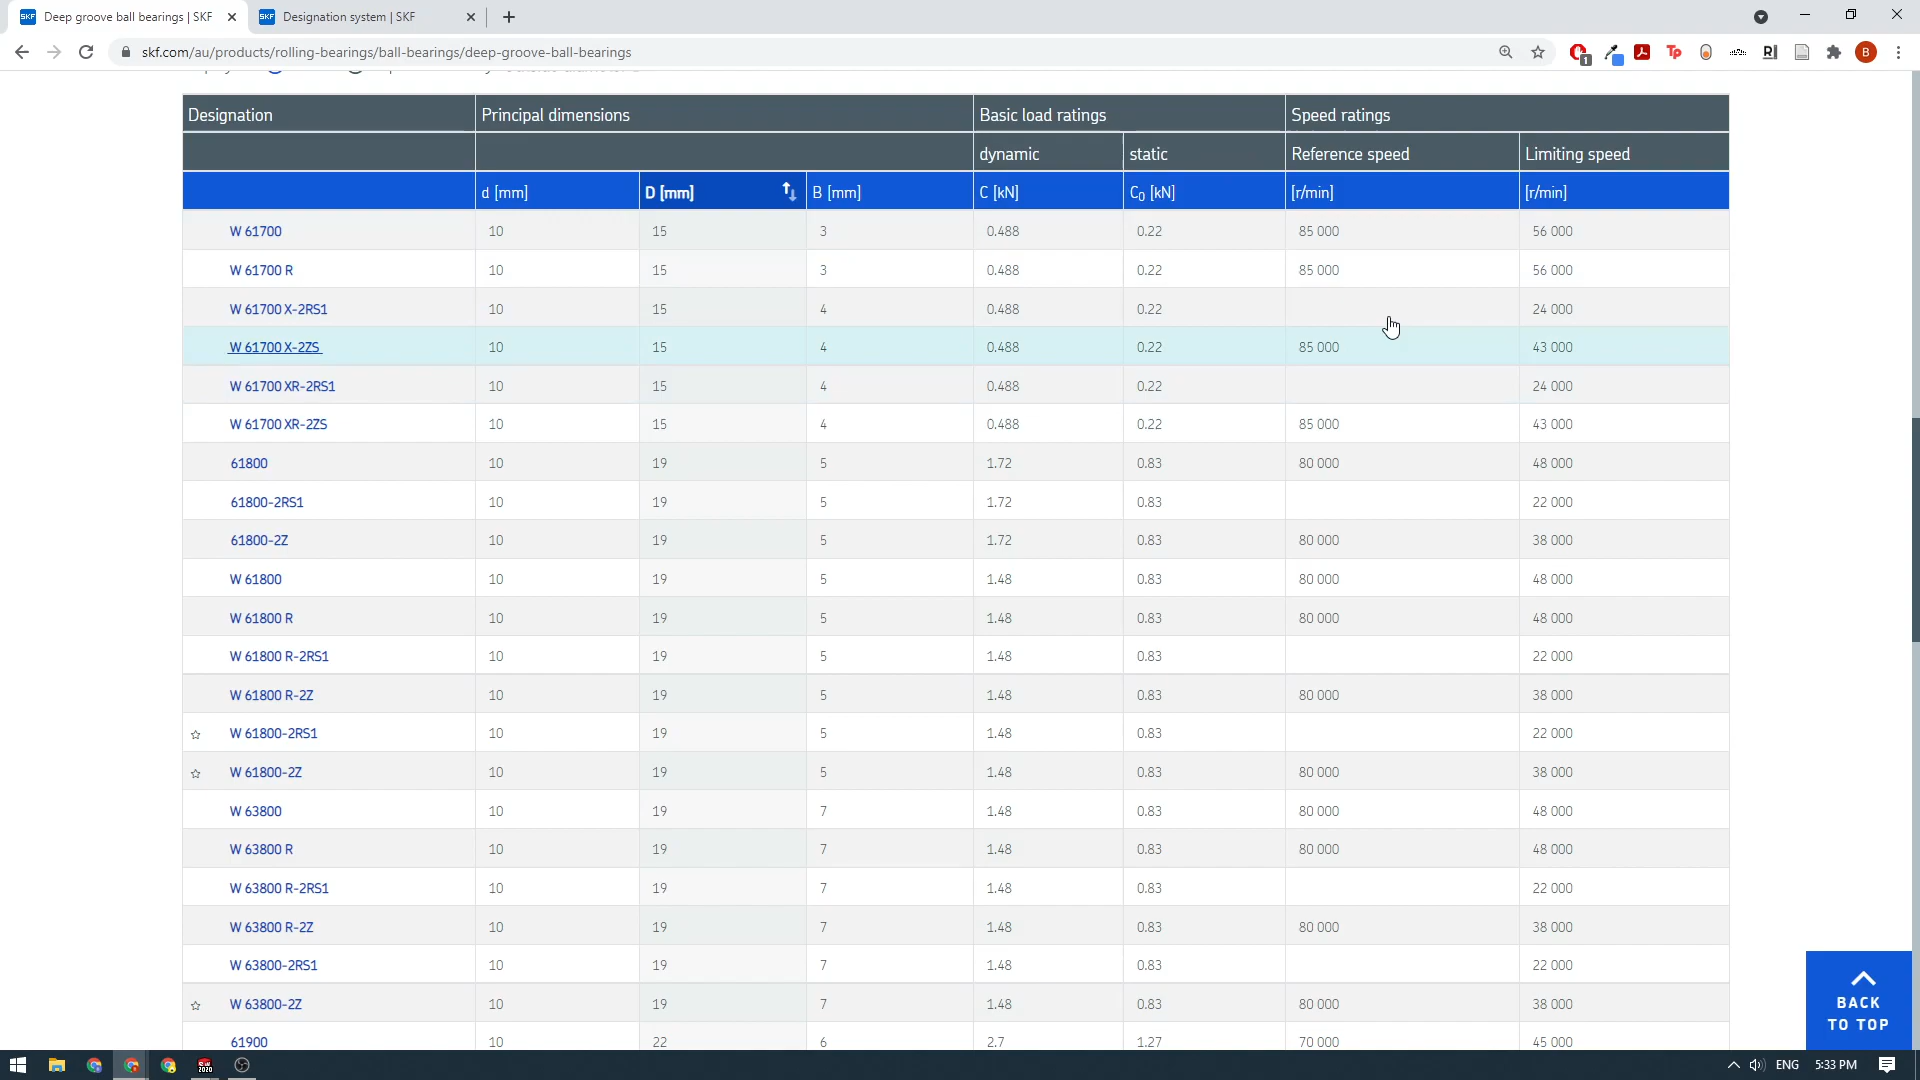 Deep groove ball bearings | SKF
Designation system | SKF
skf.com/au/products/rolling-bearings/ball-bearings/deep-groove-ball-bearings
Designation Principal dimensions Basic load ratings Speed ratings
dynamic static Reference speed Limiting speed
d [mm] D [mm] B [mm] C [kN] C0 [kN] [r/min] [r/min]
W 61700 10 15 3 0.488 0.22 85 000 56 000
W 61700 R 10 15 3 0.488 0.22 85 000 56 000
W 61700 X-2RS1 10 15 4 0.488 0.22 24 000
W 61700 X-2ZS 10 15 4 0.488 0.22 85 000 43 000
W 61700 XR-2RS1 10 15 4 0.488 0.22 24 000
W 61700 XR-2ZS 10 15 4 0.488 0.22 85 000 43 000
61800 10 19 5 1.72 0.83 80 000 48 000
61800-2RS1 10 19 5 1.72 0.83 22 000
61800-2Z 10 19 5 1.72 0.83 80 000 38 000
W 61800 10 19 5 1.48 0.83 80 000 48 000
W 61800 R 10 19 5 1.48 0.83 80 000 48 000
W 61800 R-2RS1 10 19 5 1.48 0.83 22 000
W 61800 R-2Z 10 19 5 1.48 0.83 80 000 38 000
W 61800-2RS1 10 19 5 1.48 0.83 22 000
W 61800-2Z 10 19 5 1.48 0.83 80 000 38 000
W 63800 10 19 7 1.48 0.83 80 000 48 000
W 63800 R 10 19 7 1.48 0.83 80 000 48 000
W 63800 R-2RS1 10 19 7 1.48 0.83 22 000
W 63800 R-2Z 10 19 7 1.48 0.83 80 000 38 000
W 63800-2RS1 10 19 7 1.48 0.83 22 000
W 63800-2Z 10 19 7 1.48 0.83 80 000 38 000
61900 10 22 6 2.7 1.27 70 000 45 000
BACK
TO TOP
ENG 5:33 PM